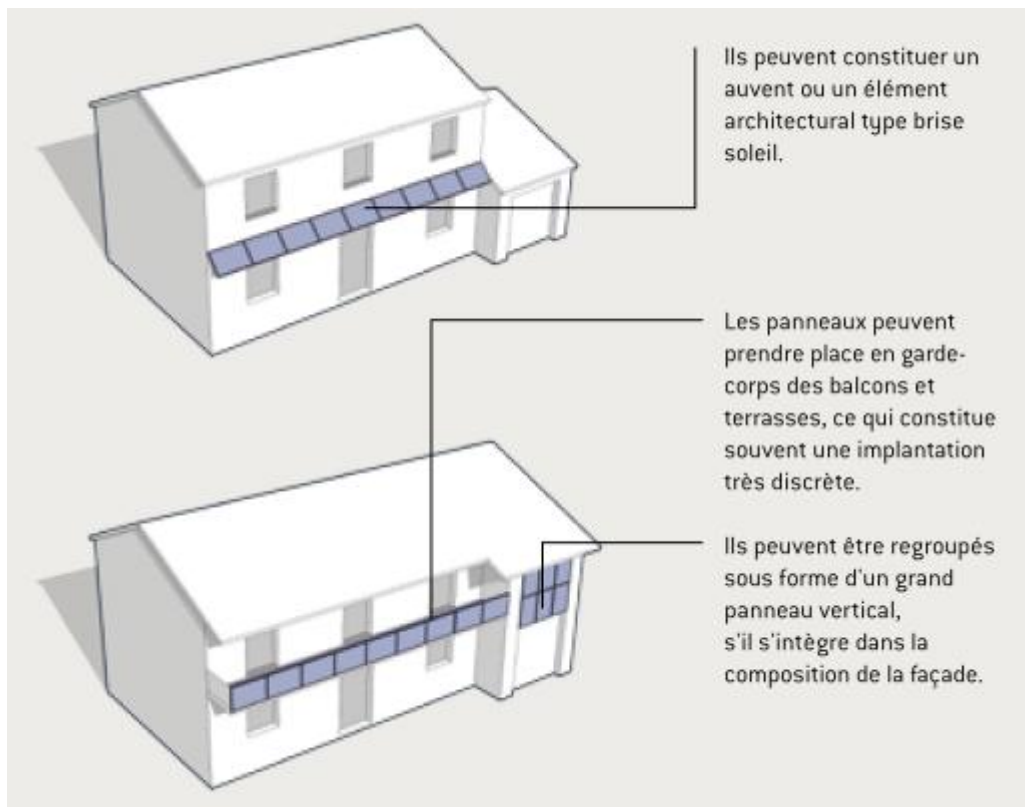 Ils peuvent constituer un
auvent ou un élément
architectural type brise
soleil.
Les panneaux peuvent
prendre place en garde-
corps des balcons et
terrasses, ce qui constitue
souvent une implantation
très discrète.
Ils peuvent être regroupés
sous forme d'un grand
panneau vertical,
s'il s'intègre dans la
composition de la façade.